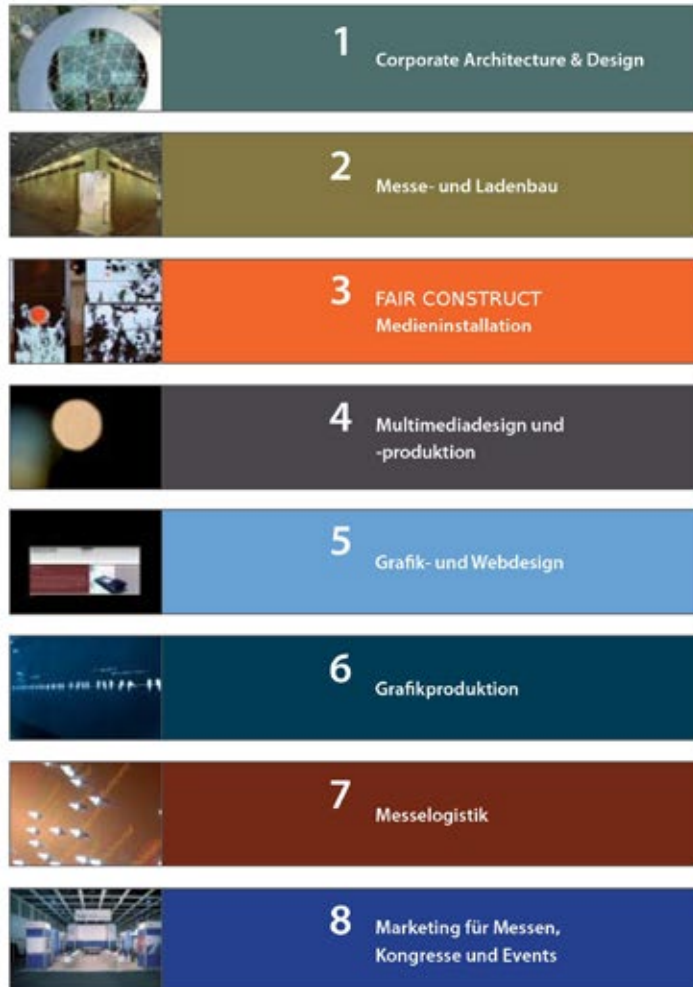 1
Corporate Architecture & Design
2
Messe- und Ladenbau
3
FAIR CONSTRUCT
Medieninstallation
4
Multimediadesign und
-produktion
5
Grafik- und Webdesign
6
Grafikproduktion
7
Messelogistik
8
Marketing für Messen,
Kongresse und Events